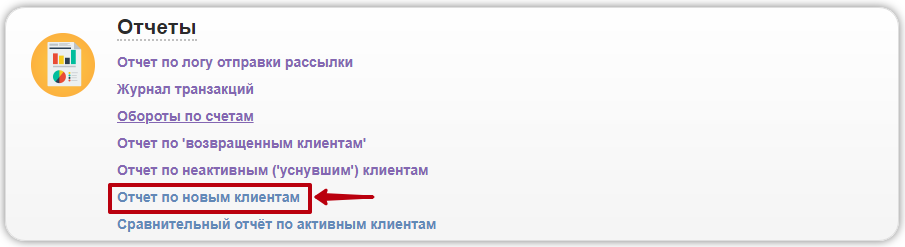 Отчеты
Отчет по логу отправки рассылки
Журнал транзакций
Обороты по счетам
Отчет по 'возвращенным клиентам'
Отчет по неактивным ('уснувшим') клиентам
Отчет по новым клиентам
Сравнительный отчёт по активным клиентам